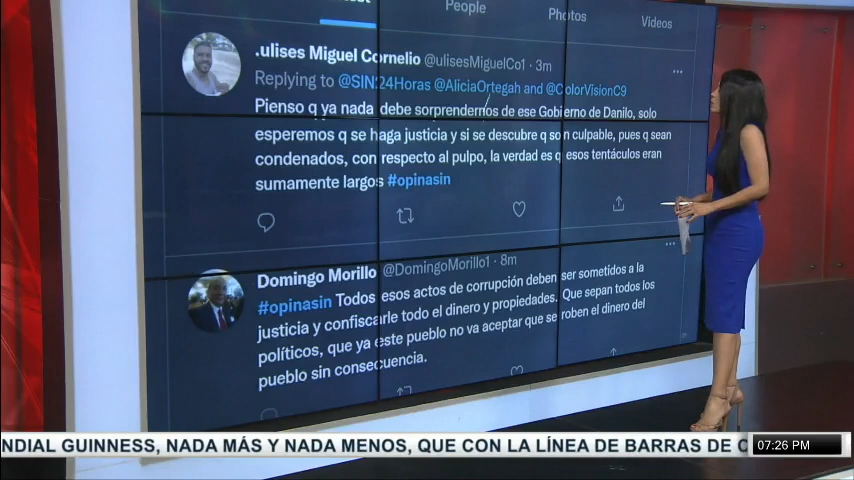 People
Photos
Videos
.ulises Miguel Cornelio @ulisesMiguelCo1 · 3m
Replying to @SIN24Horas @AliciaOrtegah and @ColorVisionC9
Pienso q ya nada debe sorprendernos de ese Gobierno de Danilo, solo
esperemos q se haga justicia y si se descubre q son culpable, pues q sean
condenados, con respecto al pulpo, la verdad es q esos tentáculos eran
sumamente largos #opinasin
Domingo Morillo @DomingoMorillo1 · 8m
#opinasin Todos esos actos de corrupción deben ser sometidos a la
justicia y confiscarle todo el dinero y propiedades. Que sepan todos los
políticos, que ya este pueblo no va aceptar que se roben el dinero del
pueblo sin consecuencia.
NDIAL GUINNESS, NADA MÁS Y NADA MENOS, QUE CON LA LÍNEA DE BARRAS DE
07:26 PM